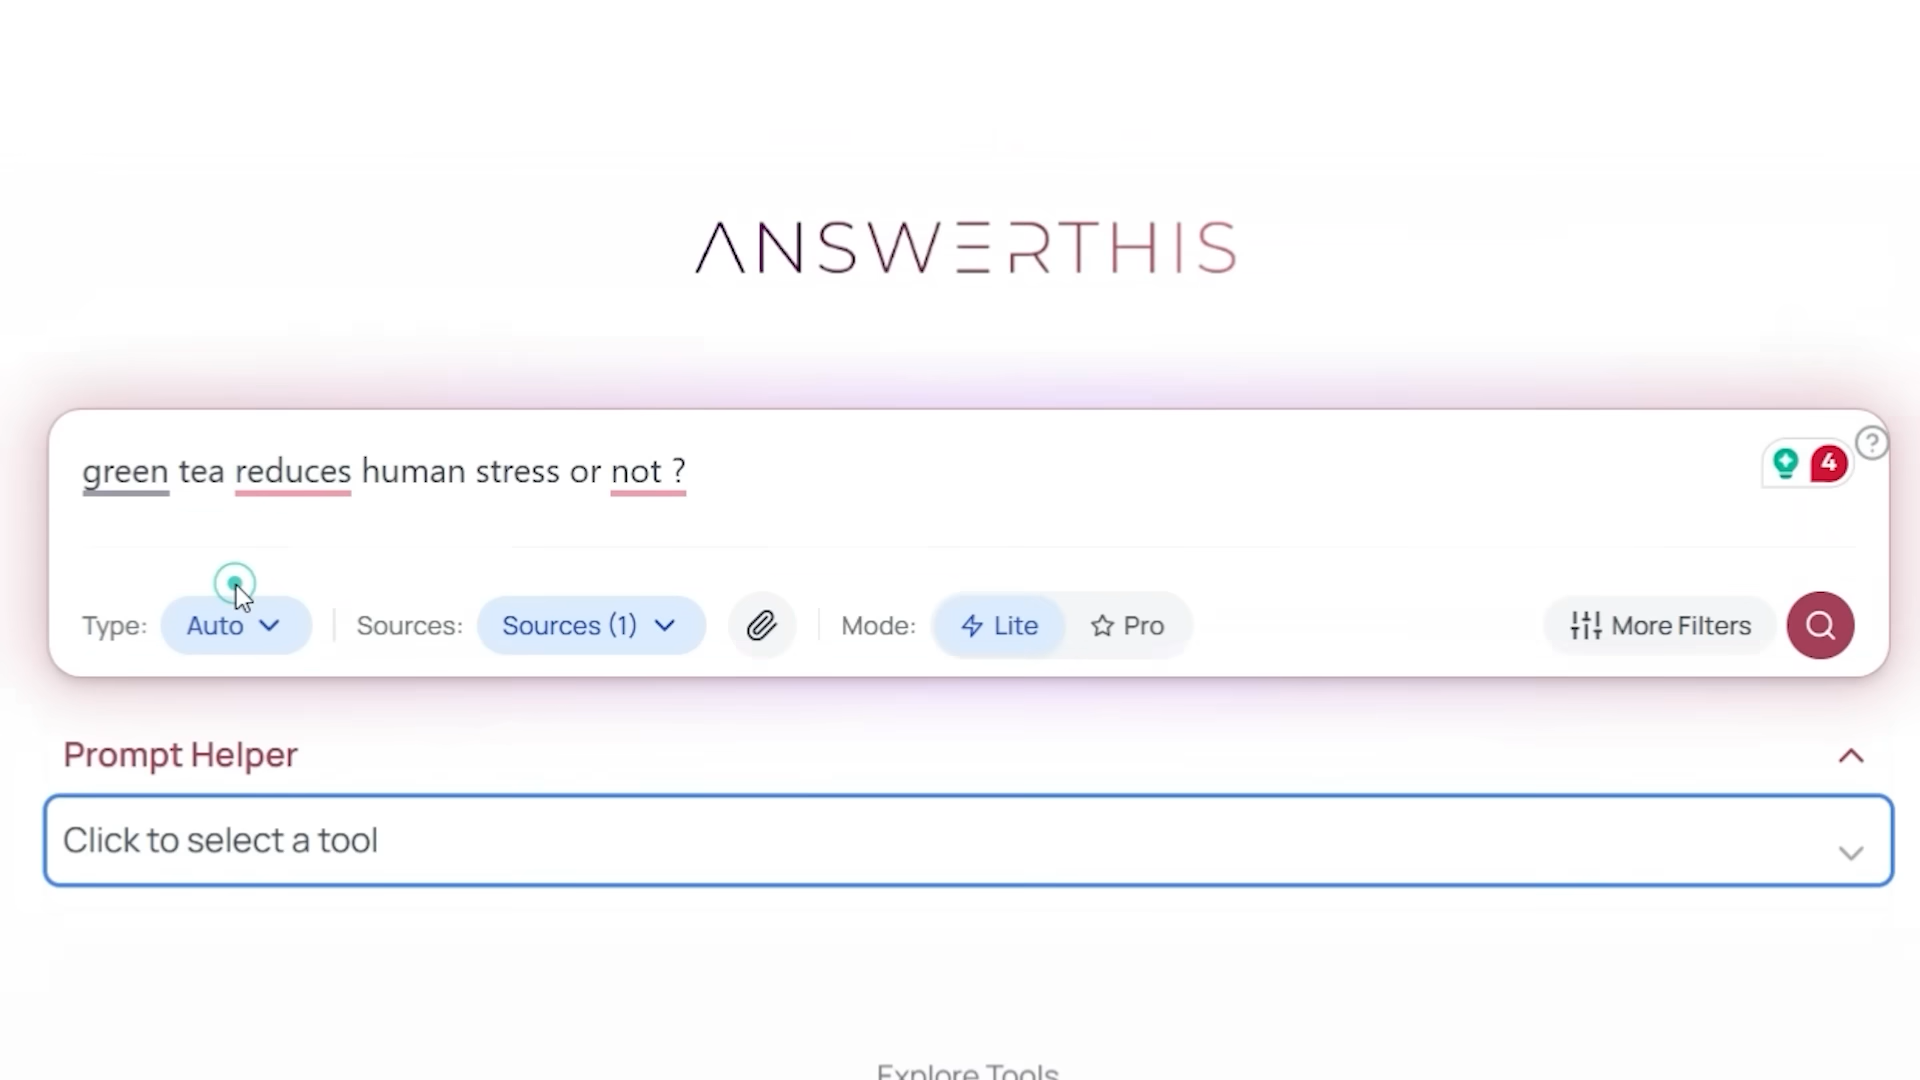 ANSWERTHIS
green tea reduces human stress or not ?
4
?
Type: Auto Sources: Sources (1) Mode: Lite Pro More Filters
Prompt Helper
Click to select a tool
Explore Tools